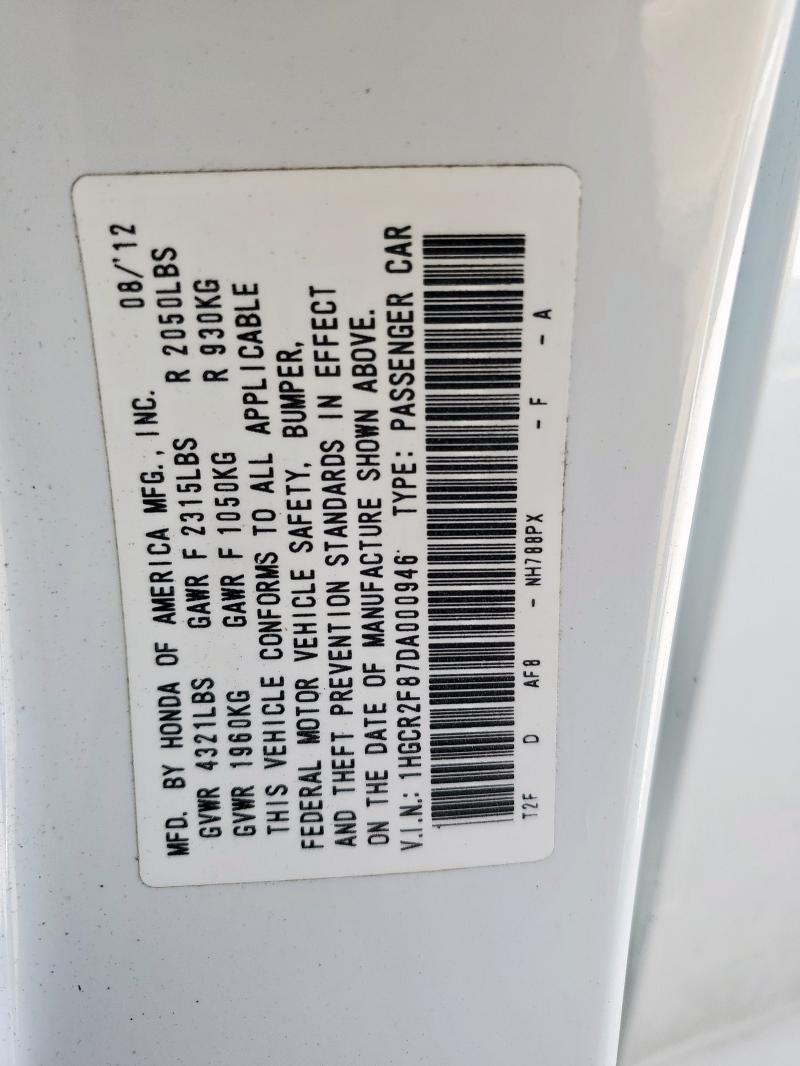 MFD. BY HONDA OF AMERICA MFG., INC. 08/'12
GVWR 4321LBS GAWR F 2315LBS R 2050LBS
GVWR 1960KG GAWR F 1050KG R 930KG
THIS VEHICLE CONFORMS TO ALL APPLICABLE
FEDERAL MOTOR VEHICLE SAFETY, BUMPER,
AND THEFT PREVENTION STANDARDS IN EFFECT
ON THE DATE OF MANUFACTURE SHOWN ABOVE.
V.I.N.: 1HGCR2F87DA000946 TYPE: PASSENGER CAR
T2F D AF8 - NH788PX - F - A